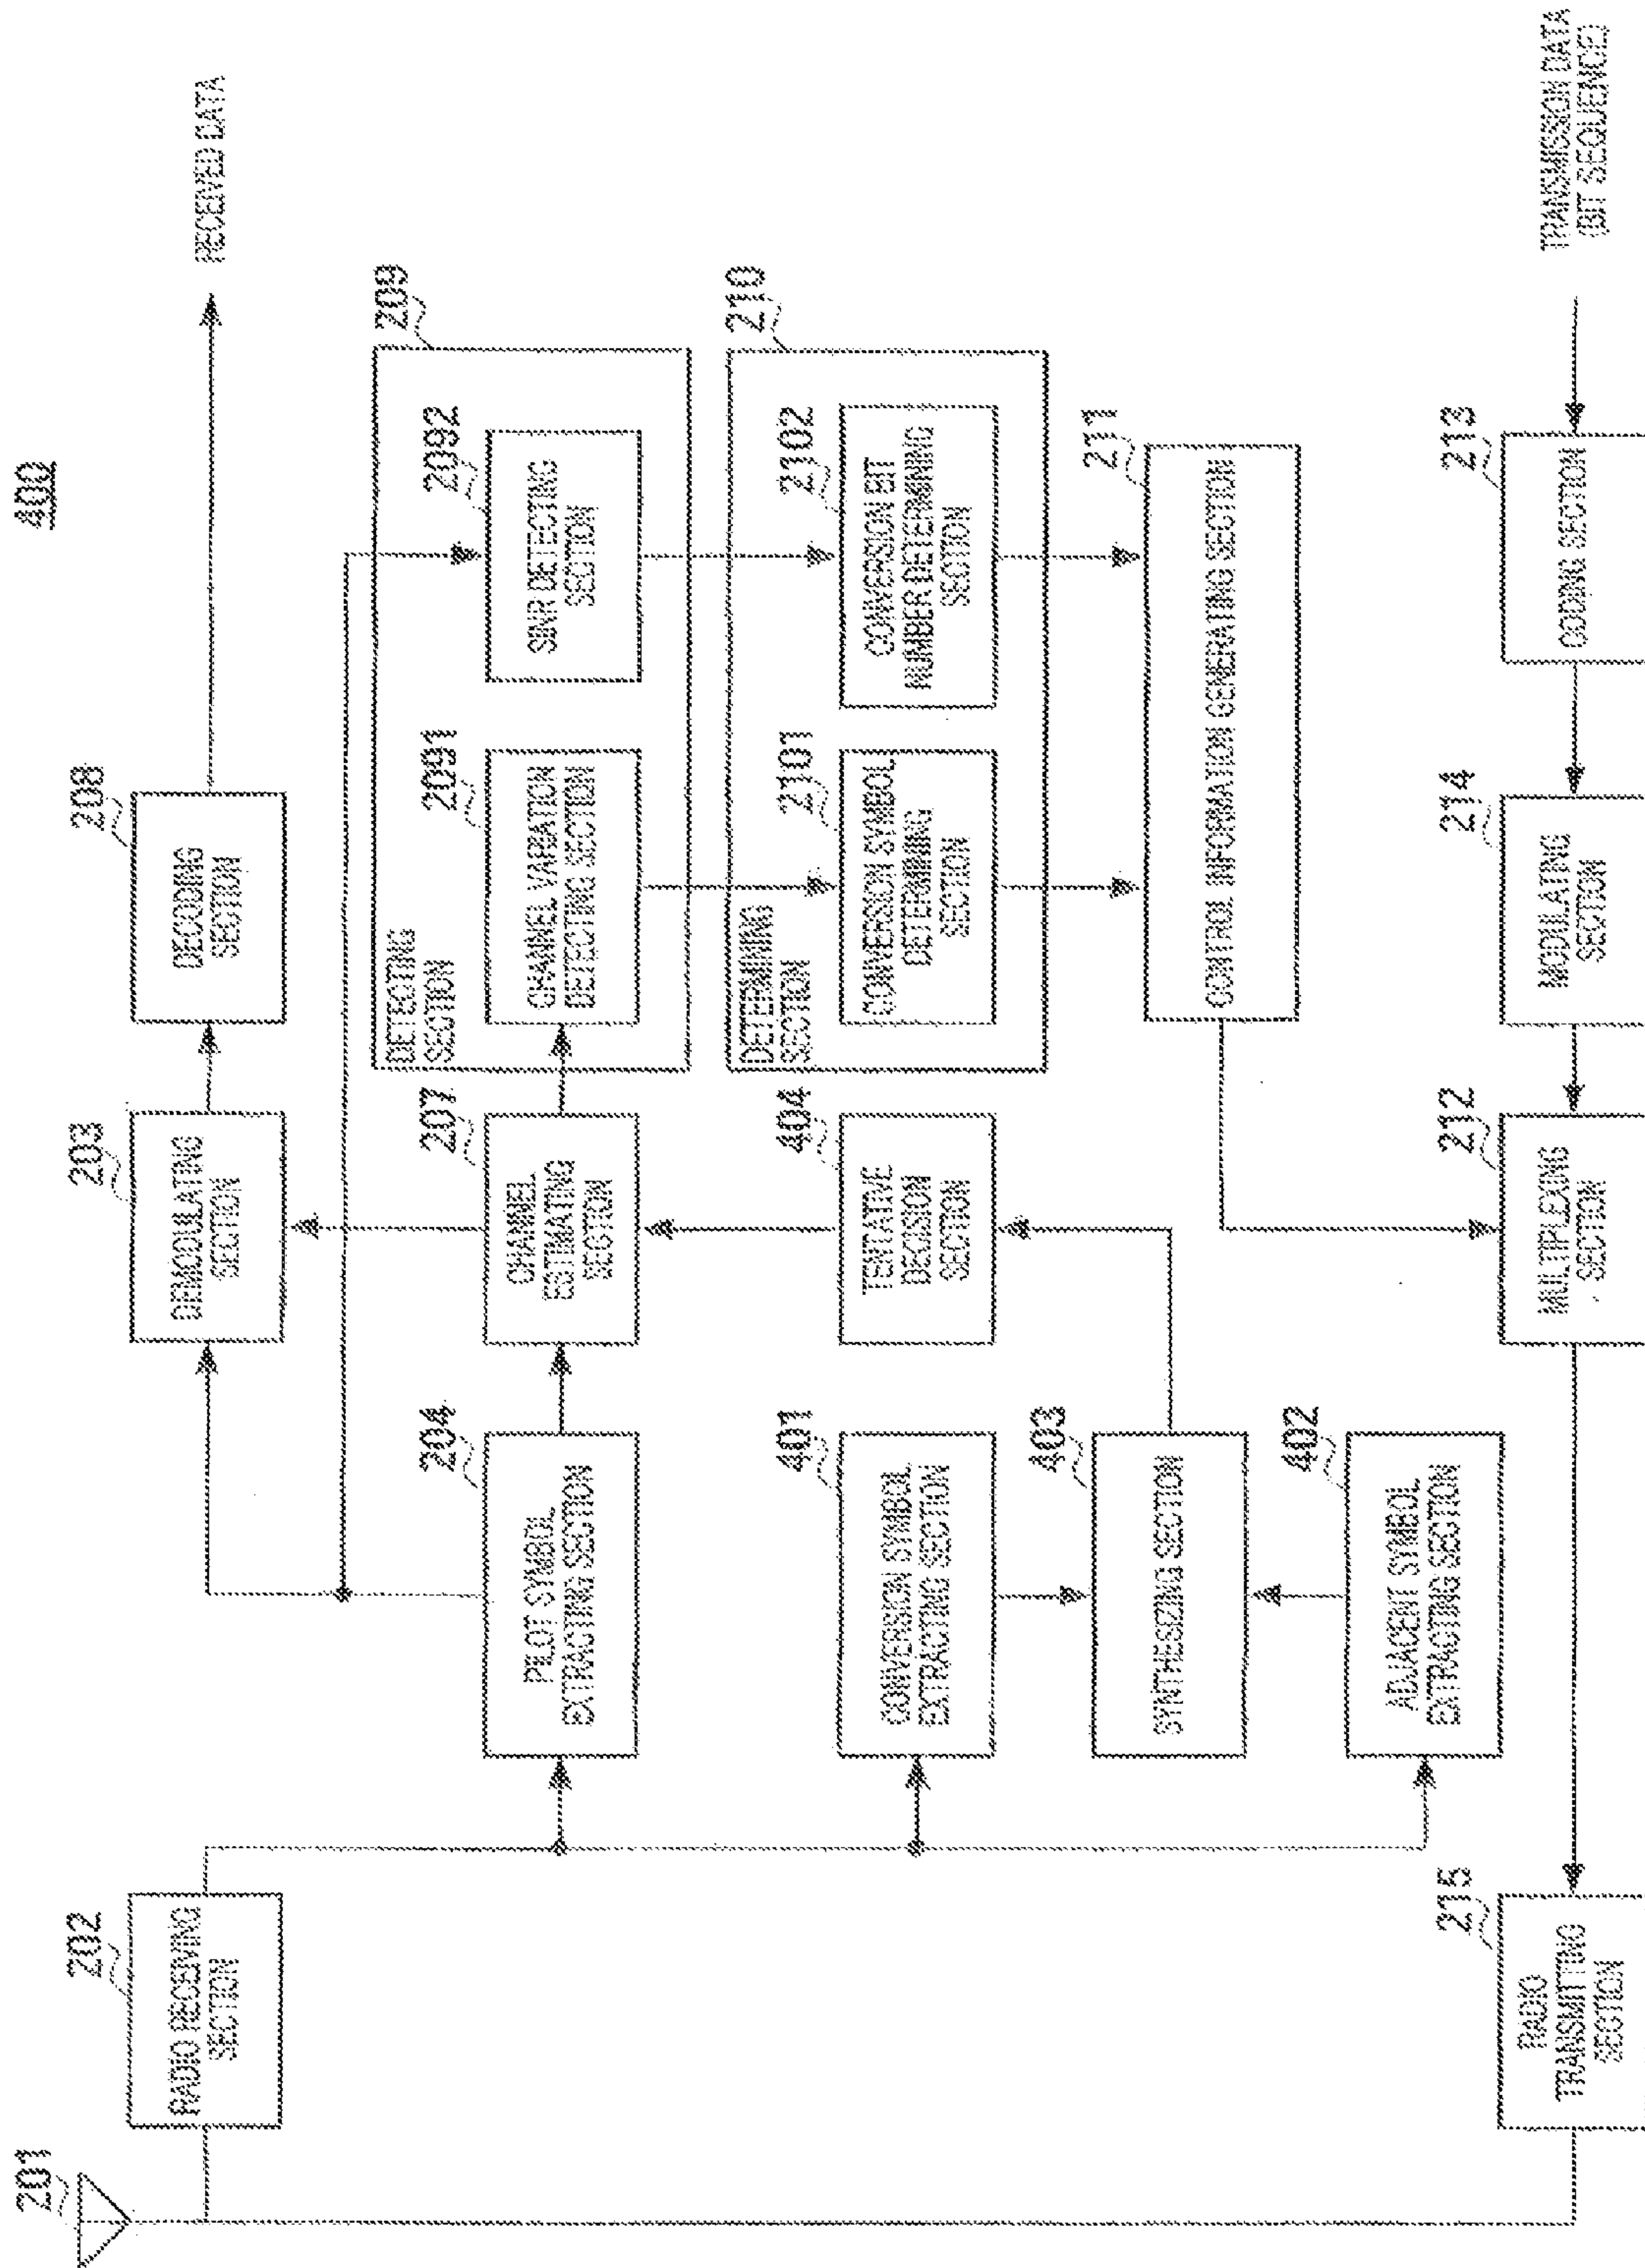 400
201
202
RADIO RECEIVING
SECTION
203
DEMODULATING
SECTION
208
DECODING
SECTION
RECEIVED DATA
204
PILOT SYMBOL
EXTRACTING SECTION
207
CHANNEL
ESTIMATING
SECTION
209
DETECTING
SECTION
2091
CHANNEL VARIATION
DETECTING SECTION
2092
SINR DETECTING
SECTION
401
CONVERSION SYMBOL
EXTRACTING SECTION
404
TENTATIVE
DECISION
SECTION
210
DETERMINING
SECTION
2101
CONVERSION SYMBOL
DETERMINING
SECTION
2102
CONVERSION BIT
NUMBER DETERMINING
SECTION
403
SYNTHESIZING SECTION
211
CONTROL INFORMATION GENERATING SECTION
402
ADJACENT SYMBOL
EXTRACTING SECTION
215
RADIO
TRANSMITTING
SECTION
212
MULTIPLEXING
SECTION
214
MODULATING
SECTION
213
CODING SECTION
TRANSMISSION DATA
(BIT SEQUENCE)